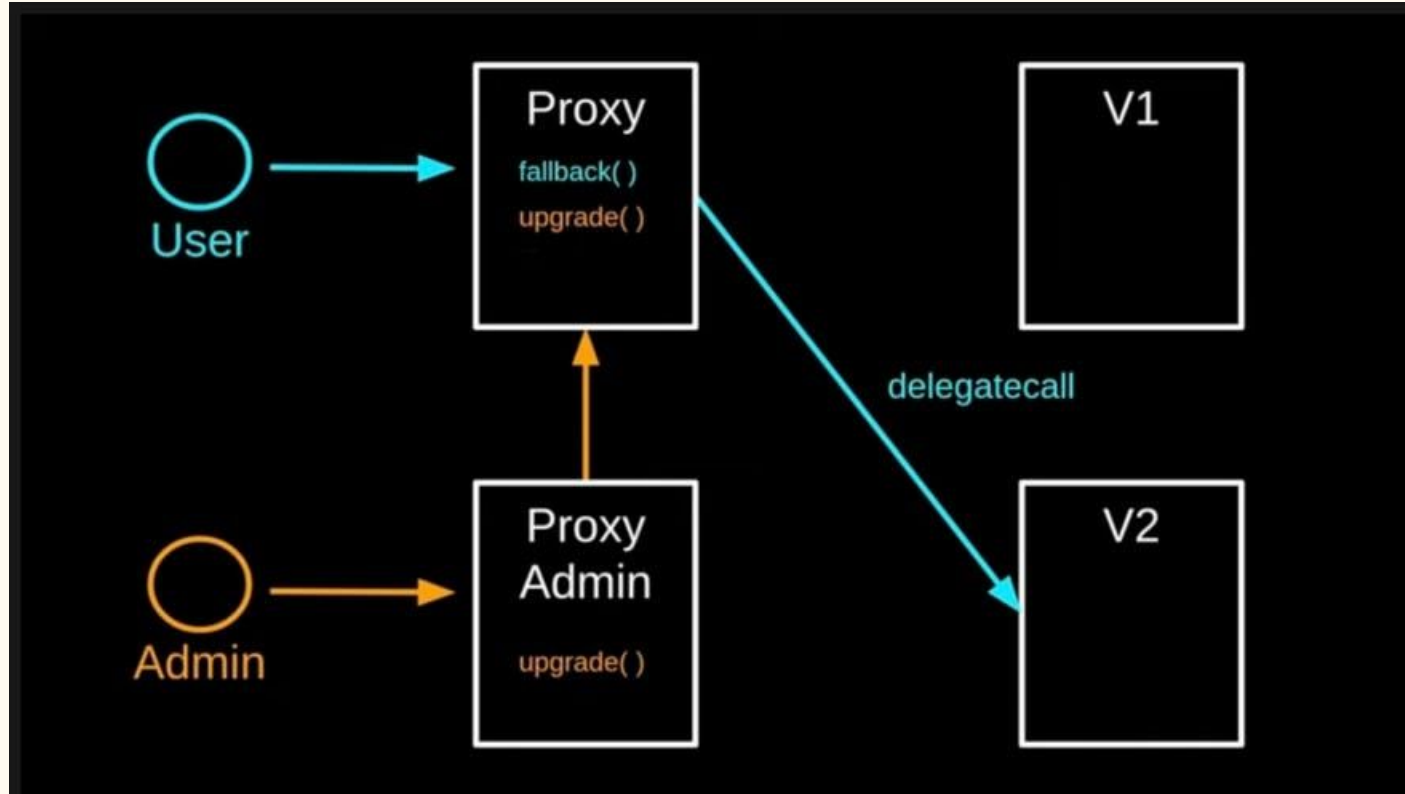 Proxy
fallback( )
upgrade( )
V1
User
delegatecall
Proxy
Admin
upgrade( )
V2
Admin